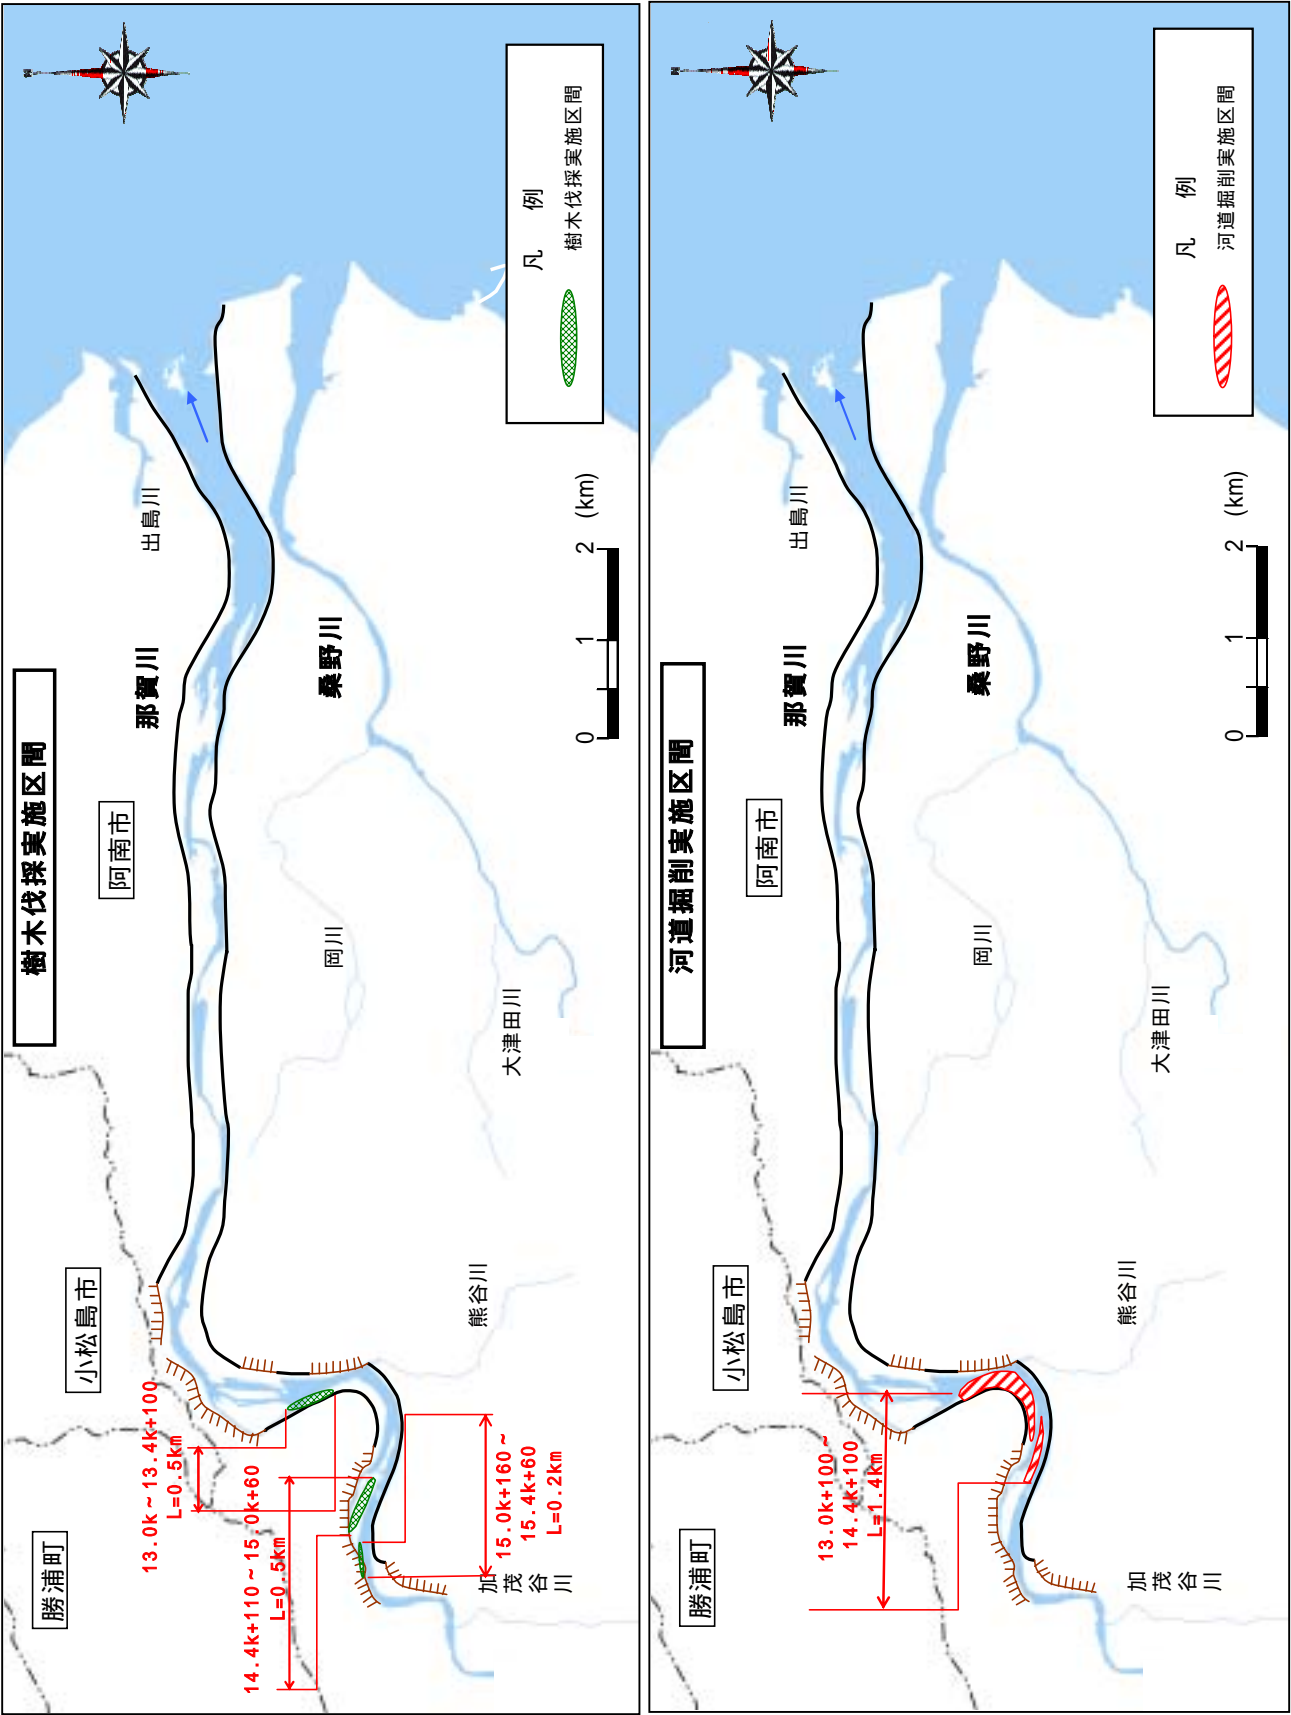 樹木伐採実施区間
N
凡 例
樹木伐採実施区間
勝浦町
小松島市
阿南市
那賀川
出島川
桑野川
岡川
大津田川
熊谷川
加茂谷川
13.0k～13.4k+100
L=0.5km
14.4k+110～15.0k+60
L=0.5km
15.0k+160～
15.4k+60
L=0.2km
0 1 2 (km)
河道掘削実施区間
N
凡 例
河道掘削実施区間
勝浦町
小松島市
阿南市
那賀川
出島川
桑野川
岡川
大津田川
熊谷川
加茂谷川
13.0k+100～
14.4k+100
L=1.4km
0 1 2 (km)